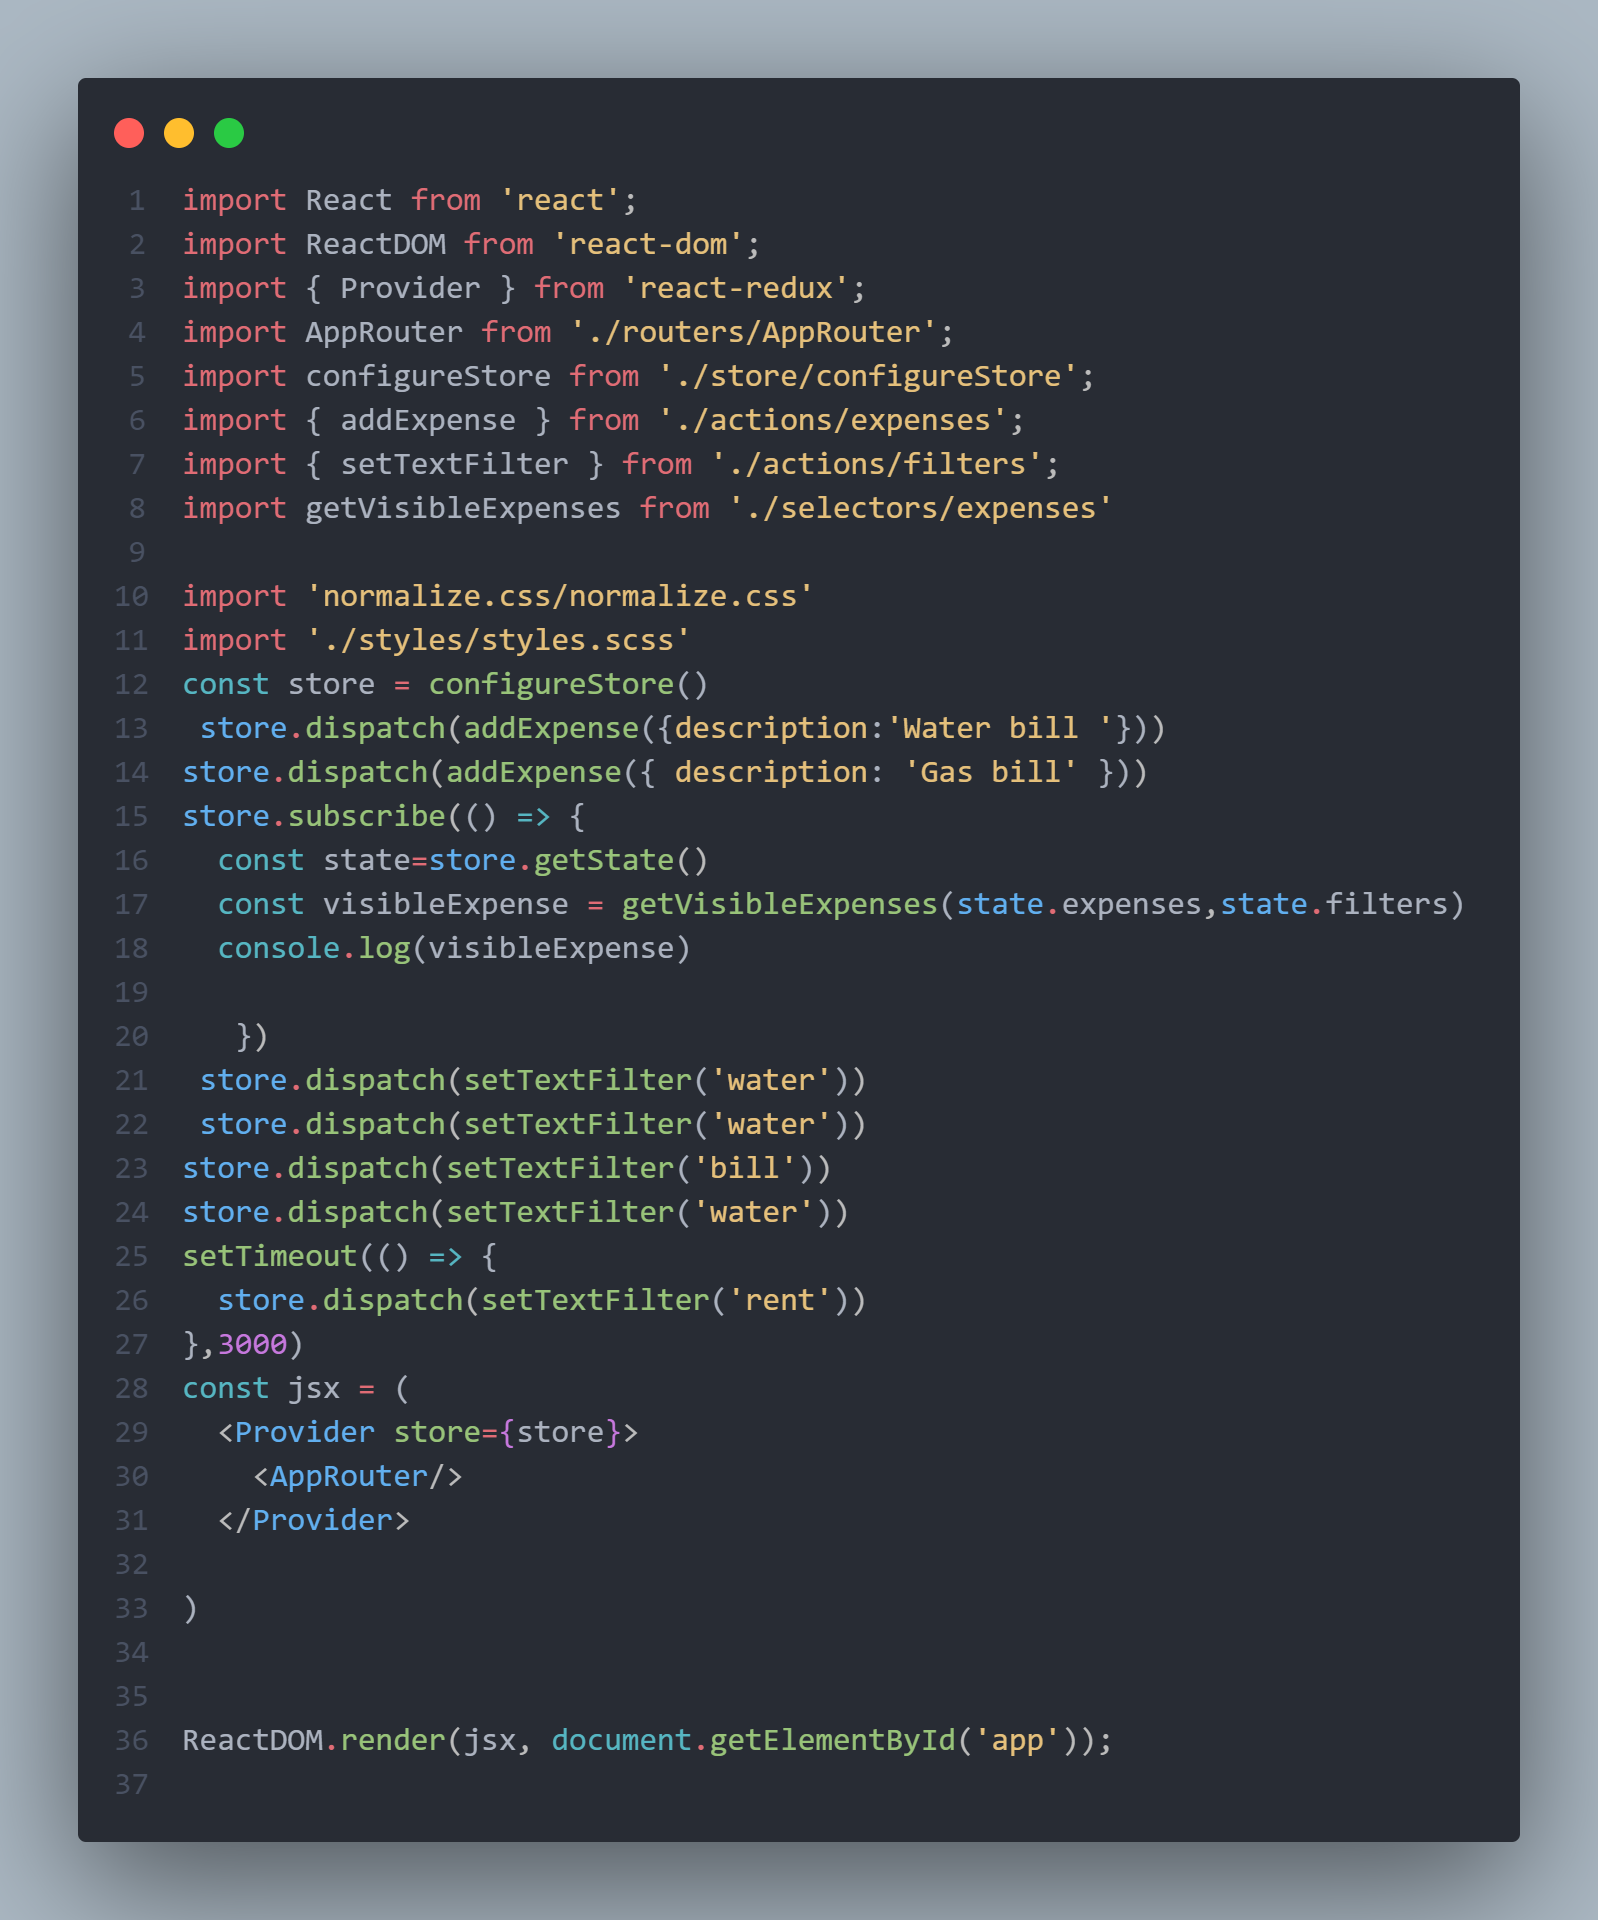 1 import React from 'react';
2 import ReactDOM from 'react-dom';
3 import { Provider } from 'react-redux';
4 import AppRouter from './routers/AppRouter';
5 import configureStore from './store/configureStore';
6 import { addExpense } from './actions/expenses';
7 import { setTextFilter } from './actions/filters';
8 import getVisibleExpenses from './selectors/expenses'
9
10 import 'normalize.css/normalize.css'
11 import './styles/styles.scss'
12 const store = configureStore()
13  store.dispatch(addExpense({description:'Water bill '}))
14 store.dispatch(addExpense({ description: 'Gas bill' }))
15 store.subscribe(() => {
16   const state=store.getState()
17   const visibleExpense = getVisibleExpenses(state.expenses,state.filters)
18   console.log(visibleExpense)
19
20    })
21  store.dispatch(setTextFilter('water'))
22  store.dispatch(setTextFilter('water'))
23 store.dispatch(setTextFilter('bill'))
24 store.dispatch(setTextFilter('water'))
25 setTimeout(() => {
26   store.dispatch(setTextFilter('rent'))
27 },3000)
28 const jsx = (
29   <Provider store={store}>
30     <AppRouter/>
31   </Provider>
32
33 )
34
35
36 ReactDOM.render(jsx, document.getElementById('app'));
37